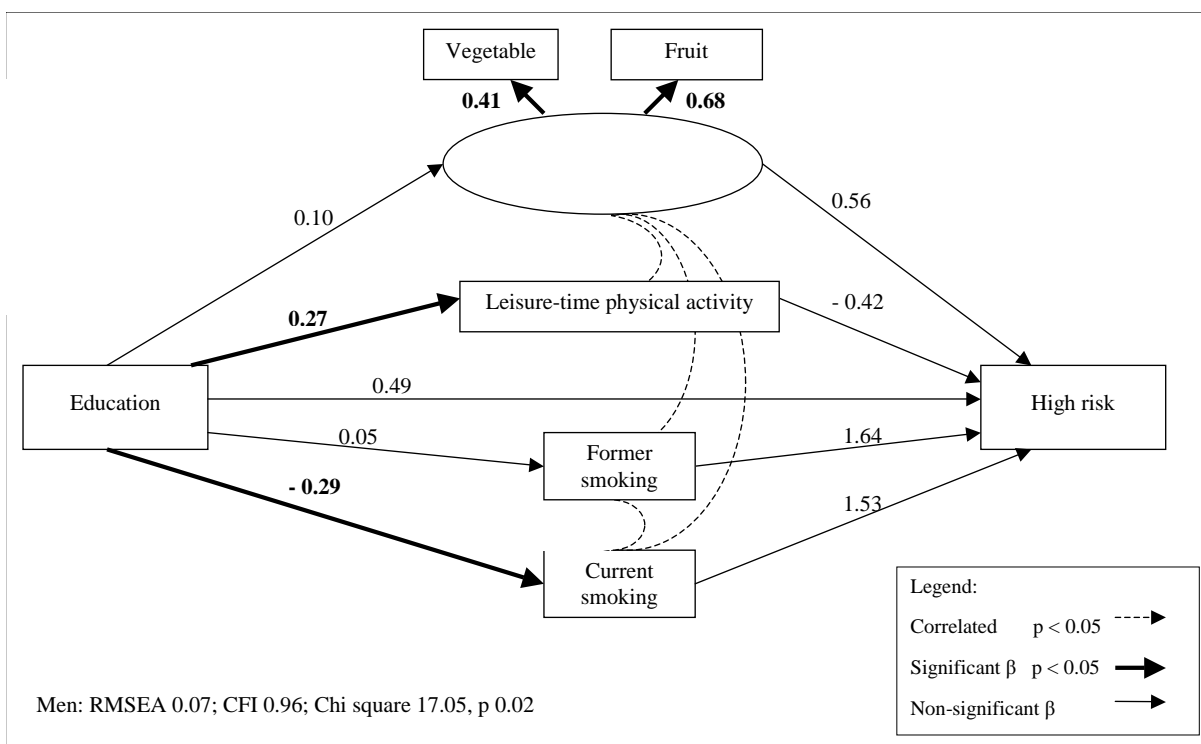 Vegetable
Fruit
0.41
0.68
0.10
0.56
Leisure-time physical activity
- 0.42
0.27
Education
0.49
High risk
0.05
Former
smoking
1.64
- 0.29
1.53
Current
smoking
Legend:
Correlated p < 0.05
Significant β p < 0.05
Non-significant β
Men: RMSEA 0.07; CFI 0.96; Chi square 17.05, p 0.02